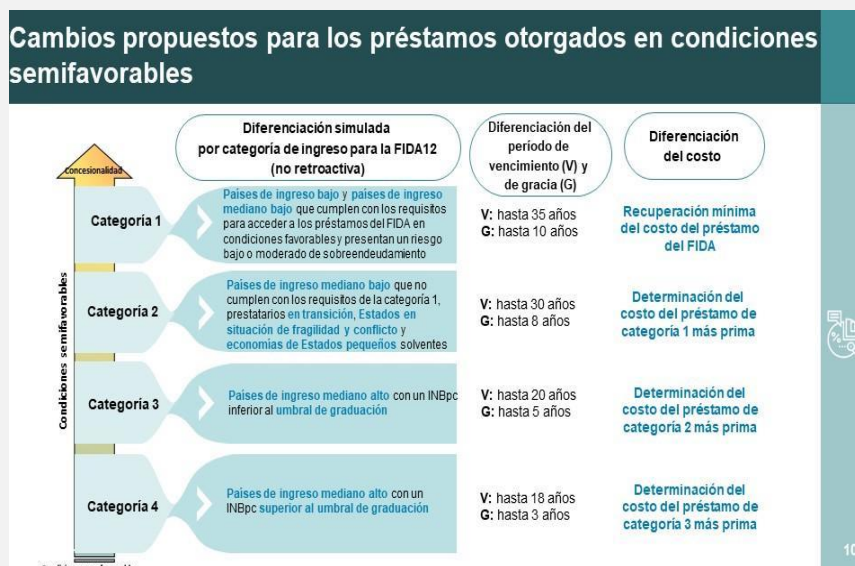 Cambios propuestos para los préstamos otorgados en condiciones
semifavorables
Diferenciación simulada
por categoría de ingreso para la FIDA12
(no retroactiva)
Diferenciación del
período de
vencimiento (V) y
de gracia (G)
Diferenciación
del costo
Concesionalidad
Condiciones semifavorables
Categoría 1
Países de ingreso bajo y países de ingreso
mediano bajo que cumplen con los requisitos
para acceder a los préstamos del FIDA en
condiciones favorables y presentan un riesgo
bajo o moderado de sobreendeudamiento
V: hasta 35 años
G: hasta 10 años
Recuperación mínima
del costo del préstamo
del FIDA
Categoría 2
Países de ingreso mediano bajo que no
cumplen con los requisitos de la categoría 1,
prestatarios en transición, Estados en
situación de fragilidad y conflicto y
economías de Estados pequeños solventes
V: hasta 30 años
G: hasta 8 años
Determinación del
costo del préstamo de
categoría 1 más prima
Categoría 3
Países de ingreso mediano alto con un INBpc
inferior al umbral de graduación
V: hasta 20 años
G: hasta 5 años
Determinación del
costo del préstamo de
categoría 2 más prima
Categoría 4
Países de ingreso mediano alto con un
INBpc superior al umbral de graduación
V: hasta 18 años
G: hasta 3 años
Determinación del
costo del préstamo de
categoría 3 más prima
10